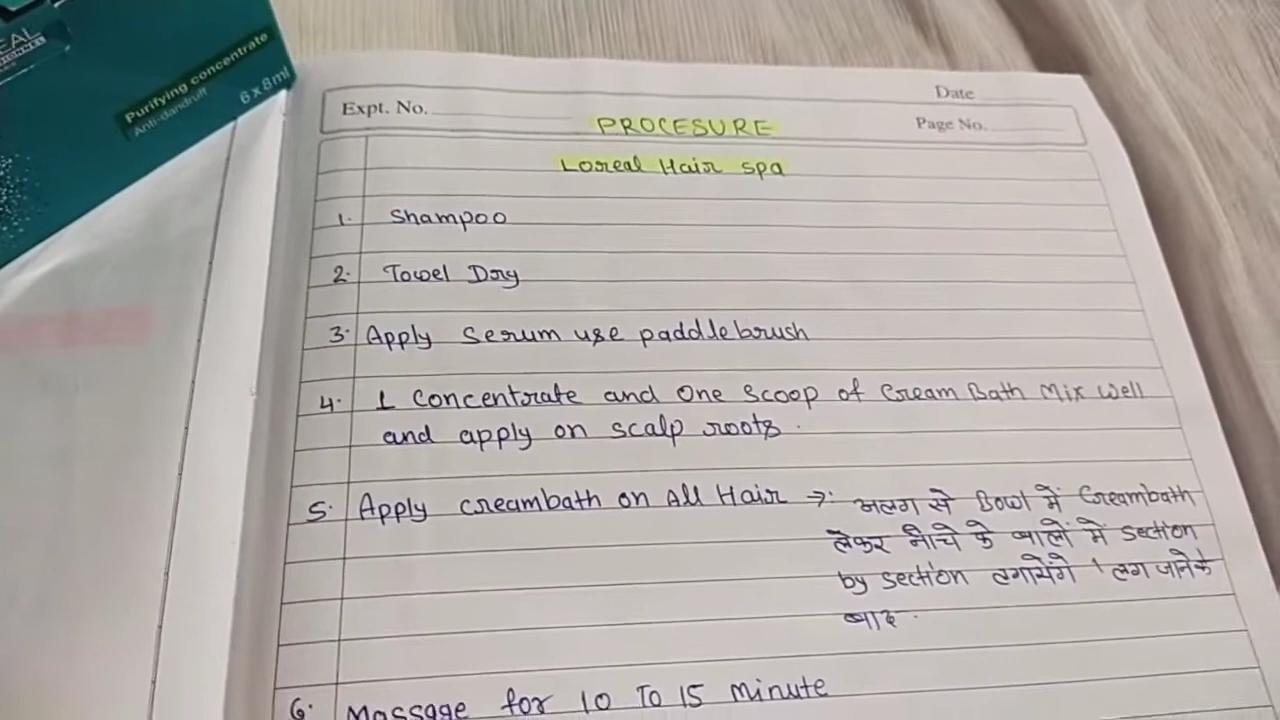 Purifying concentrate
Anti-dandruff
6x8ml
Date
Expt. No.
Page No.
PROCESURE
Loreal Hair spa
1. Shampoo
2. Towel Dry
3. Apply serum use paddlebrush
4. 1 Concentrate and One Scoop of Cream Bath Mix well
and apply on scalp roots.
5. Apply creambath on All Hair →: अलग से Bowl में Creambath
लेकर नीचे के बालों में section
by section लगायेंगे । लग जानेके
बाद.
6. Massage for 10 To 15 minute